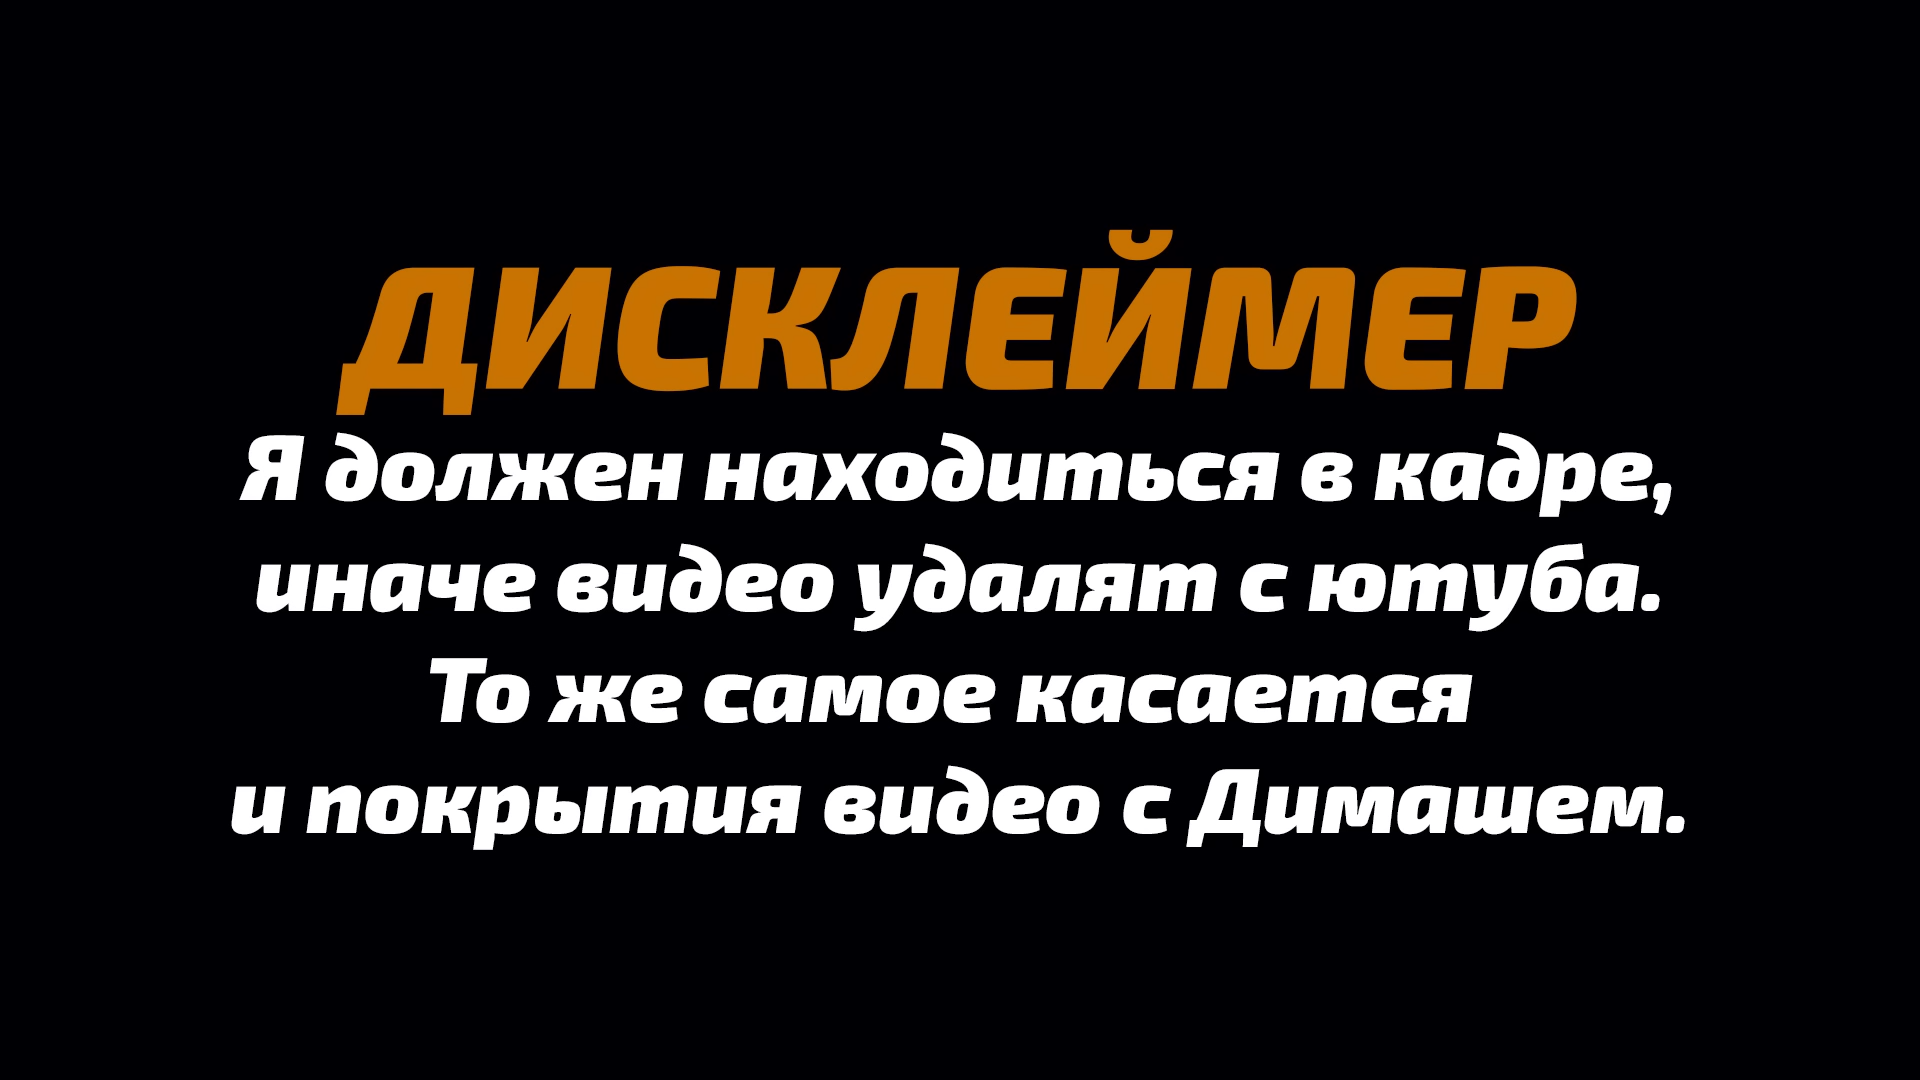 ДИСКЛЕЙМЕР
Я должен находиться в кадре,
иначе видео удалят с ютуба.
То же самое касается
и покрытия видео с Димашем.